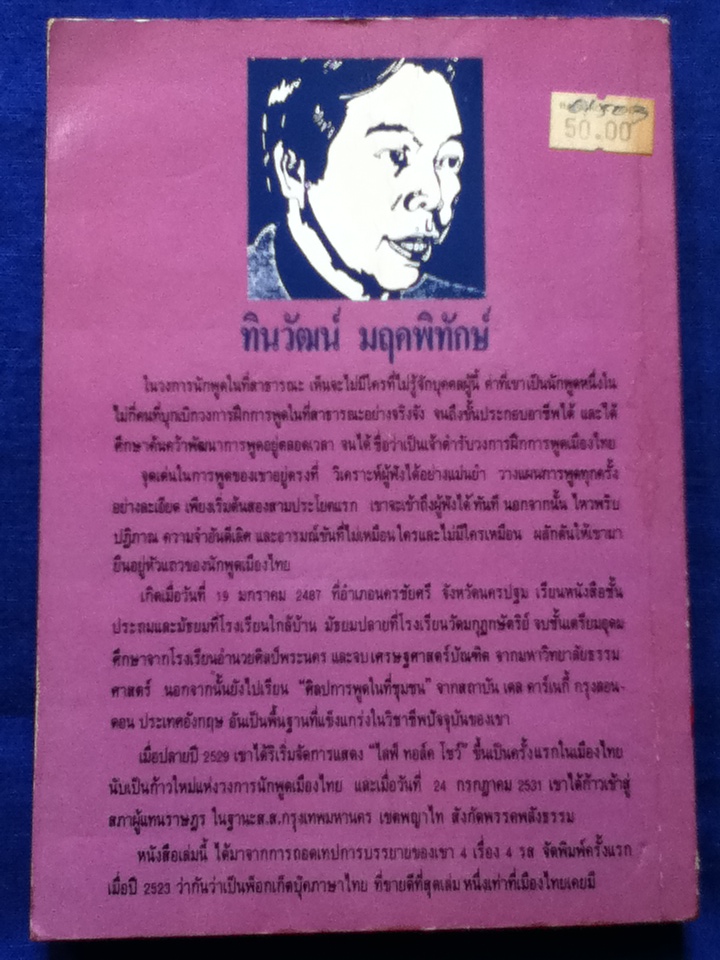 50.00
ทินวัฒน์ มฤคพิทักษ์
ในวงการนักพูดในที่สาธารณะ เห็นจะไม่มีใครที่ไม่รู้จักบุคคลผู้นี้ ค่าที่เขาเป็นนักพูดหนึ่งใน
ไม่กี่คนที่บุกเบิกวงการฝึกการพูดในที่สาธารณะอย่างจริงจัง จนถึงขั้นประกอบอาชีพได้ และได้
ศึกษาค้นคว้าพัฒนาการพูดอยู่ตลอดเวลา จนได้ชื่อว่าเป็นเจ้าตำรับวงการฝึกการพูดเมืองไทย
จุดเด่นในการพูดของเขาอยู่ตรงที่ วิเคราะห์ผู้ฟังได้อย่างแม่นยำ วางแผนการพูดทุกครั้ง
อย่างละเอียด เพียงเริ่มต้นสองสามประโยคแรก เขาจะเข้าถึงผู้ฟังได้ทันที นอกจากนั้น ไหวพริบ
ปฏิภาณ ความจำอันดีเลิศ และอารมณ์ขันที่ไม่เหมือนใครและไม่มีใครเหมือน ผลักดันให้เขามา
ยืนอยู่หัวแถวของนักพูดเมืองไทย
เกิดเมื่อวันที่ 19 มกราคม 2487 ที่อำเภอนครชัยศรี จังหวัดนครปฐม เรียนหนังสือชั้น
ประถมและมัธยมที่โรงเรียนใกล้บ้าน มัธยมปลายที่โรงเรียนวัดมกุฏกษัตริย์ จบชั้นเตรียมอุดม
ศึกษาจากโรงเรียนอำนวยศิลป์พระนคร และจบเศรษฐศาสตร์บัณฑิต จากมหาวิทยาลัยธรรม
ศาสตร์ นอกจากนั้นยังไปเรียน "ศิลปการพูดในที่ชุมชน" จากสถาบัน เดล คาร์เนกี้ กรุงลอน-
ดอน ประเทศอังกฤษ อันเป็นพื้นฐานที่แข็งแกร่งในวิชาชีพปัจจุบันของเขา
เมื่อปลายปี 2529 เขาได้ริเริ่มจัดการแสดง "ไลฟ์ ทอล์ค โชว์" ขึ้นเป็นครั้งแรกในเมืองไทย
นับเป็นก้าวใหม่แห่งวงการนักพูดเมืองไทย และเมื่อวันที่ 24 กรกฎาคม 2531 เขาได้ก้าวเข้าสู่
สภาผู้แทนราษฎร ในฐานะส.ส.กรุงเทพมหานคร เขตพญาไท สังกัดพรรคพลังธรรม
หนังสือเล่มนี้ ได้มาจากการถอดเทปการบรรยายของเขา 4 เรื่อง 4 รส จัดพิมพ์ครั้งแรก
เมื่อปี 2523 ว่ากันว่าเป็นพ็อกเก็ตบุ๊คภาษาไทย ที่ขายดีที่สุดเล่มหนึ่งเท่าที่เมืองไทยเคยมี